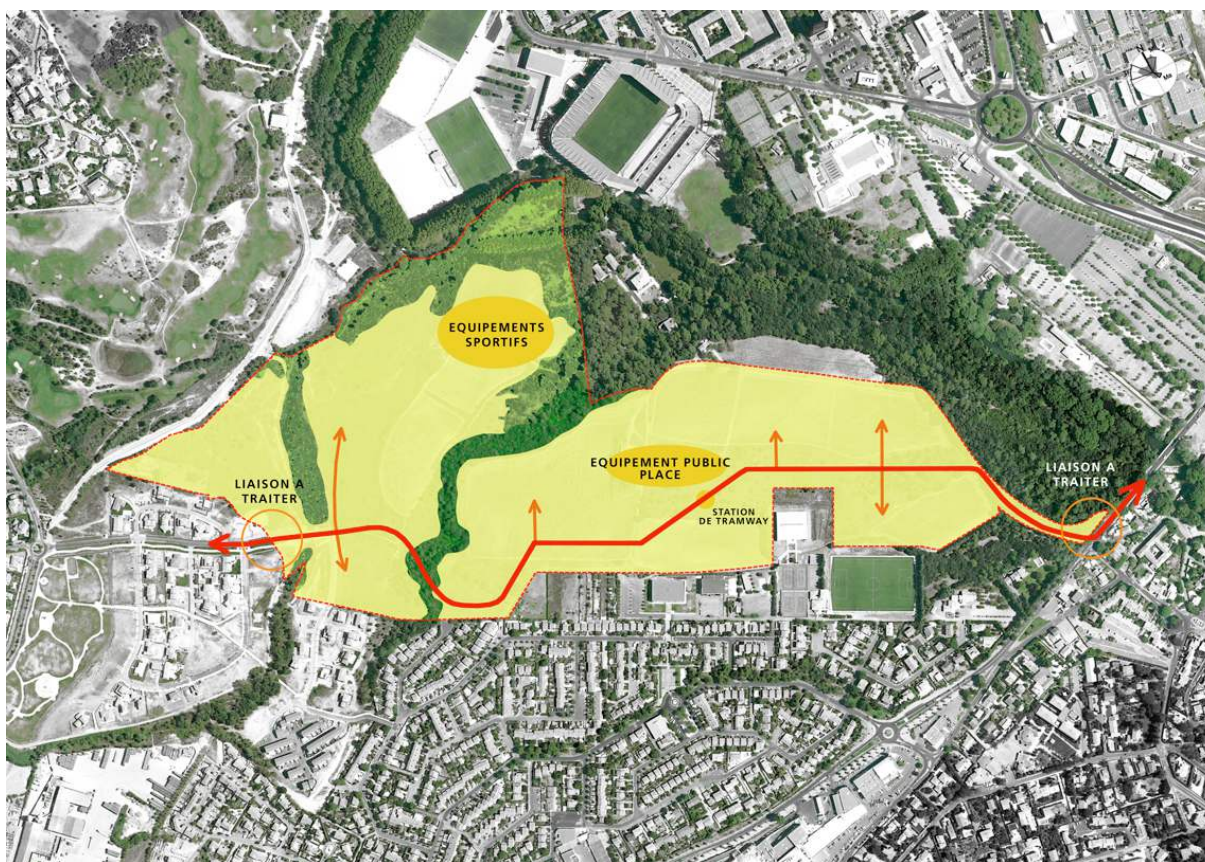 EQUIPEMENTS
SPORTIFS
EQUIPEMENT PUBLIC
PLACE
LIAISON A
TRAITER
LIAISON A
TRAITER
STATION
DE TRAMWAY